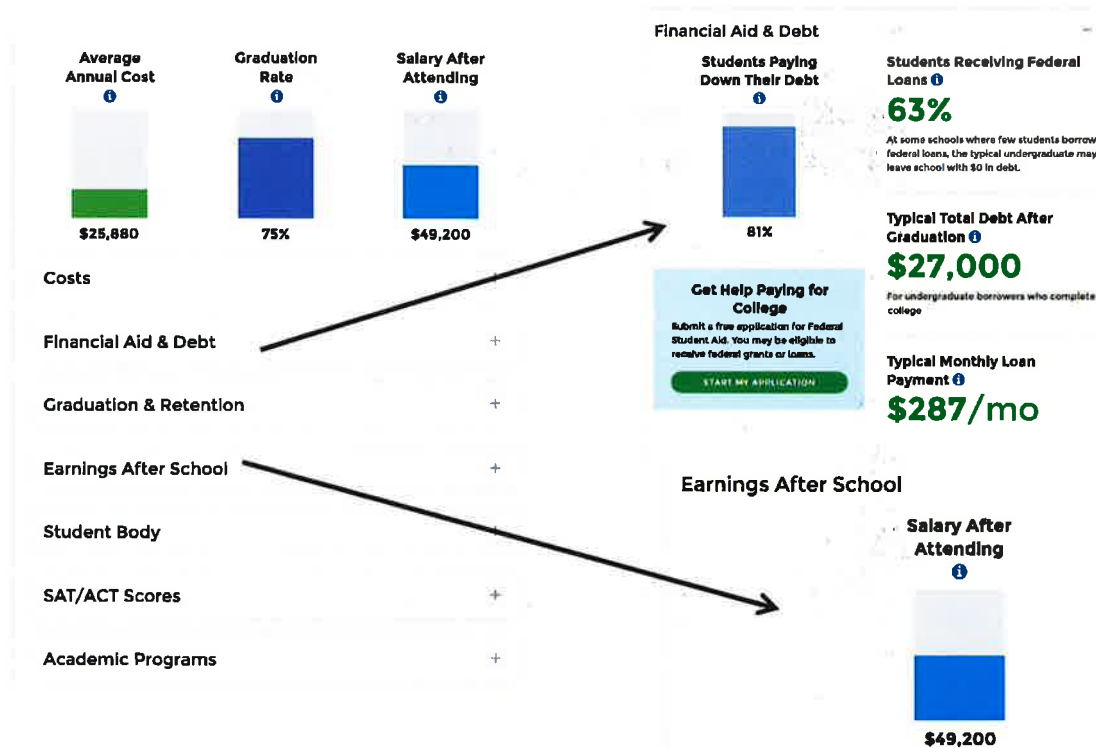 Average
Annual Cost
$25,880
Graduation
Rate
75%
Salary After
Attending
$49,200
Costs
Financial Aid & Debt
Graduation & Retention
Earnings After School
Student Body
SAT/ACT Scores
Academic Programs
Financial Aid & Debt
Students Paying
Down Their Debt
81%
Get Help Paying for
College
Submit a free application for Federal
Student Aid. You may be eligible to
receive federal grants or loans.
START MY APPLICATION
Students Receiving Federal
Loans
63%
At some schools where few students borrow
federal loans, the typical undergraduate may
leave school with $0 in debt.
Typical Total Debt After
Graduation
$27,000
For undergraduate borrowers who complete
college
Typical Monthly Loan
Payment
$287/mo
Earnings After School
Salary After
Attending
$49,200